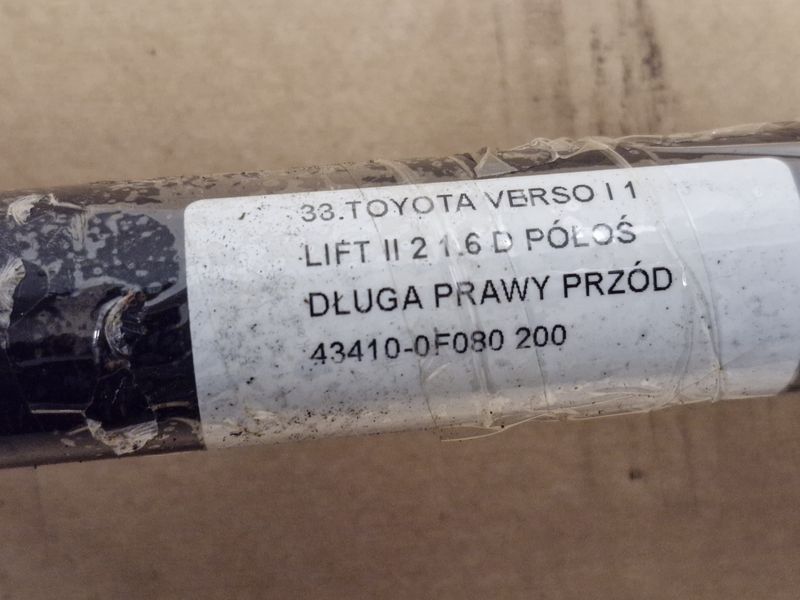 33.TOYOTA VERSO I 1
LIFT II 2 1.6 D PÓŁOŚ
DŁUGA PRAWY PRZÓD
43410-0F080 200